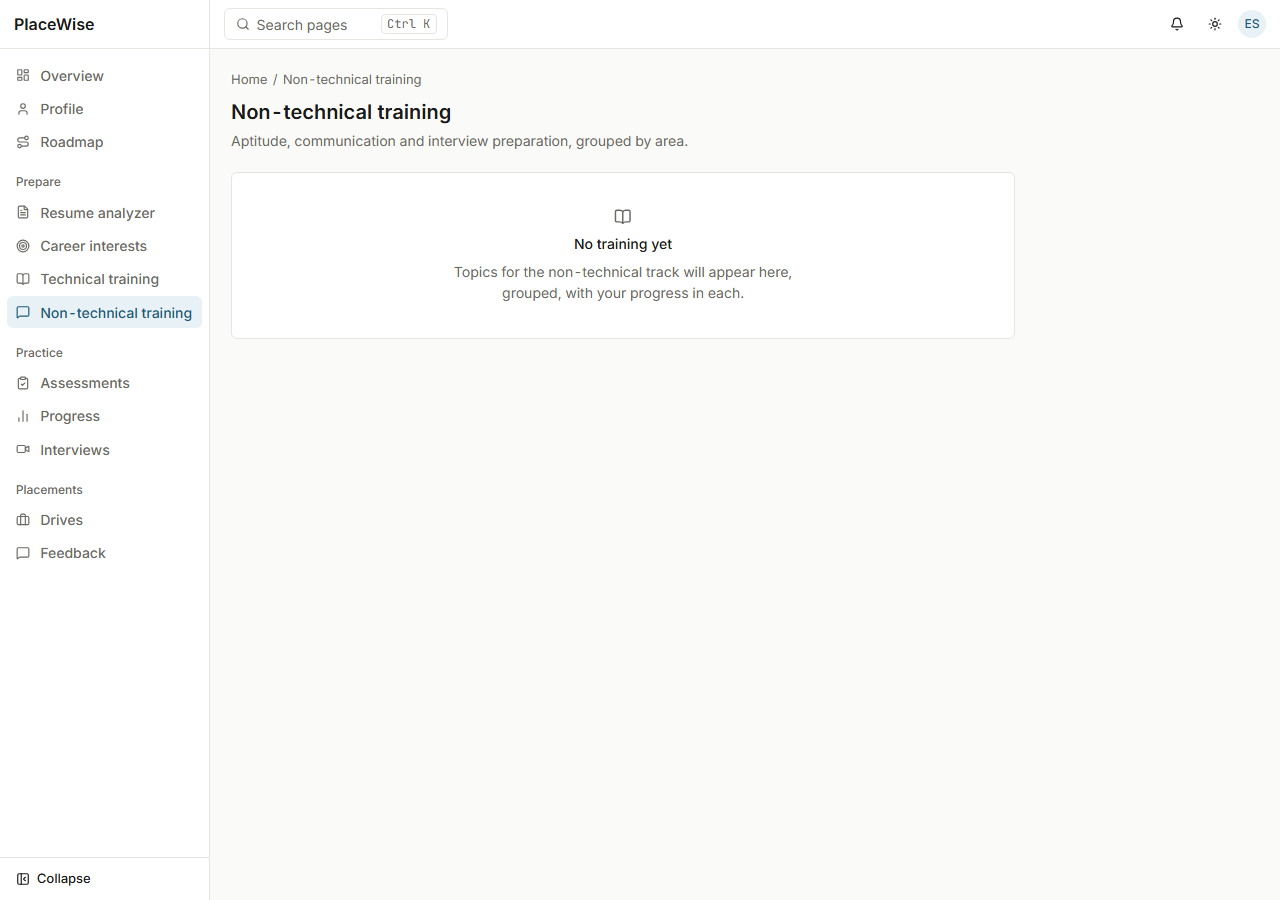 PlaceWise
Search pages
Ctrl K
ES
Overview
Profile
Roadmap
Prepare
Resume analyzer
Career interests
Technical training
Non-technical training
Practice
Assessments
Progress
Interviews
Placements
Drives
Feedback
Collapse
Home / Non-technical training
Non-technical training
Aptitude, communication and interview preparation, grouped by area.
No training yet
Topics for the non-technical track will appear here,
grouped, with your progress in each.